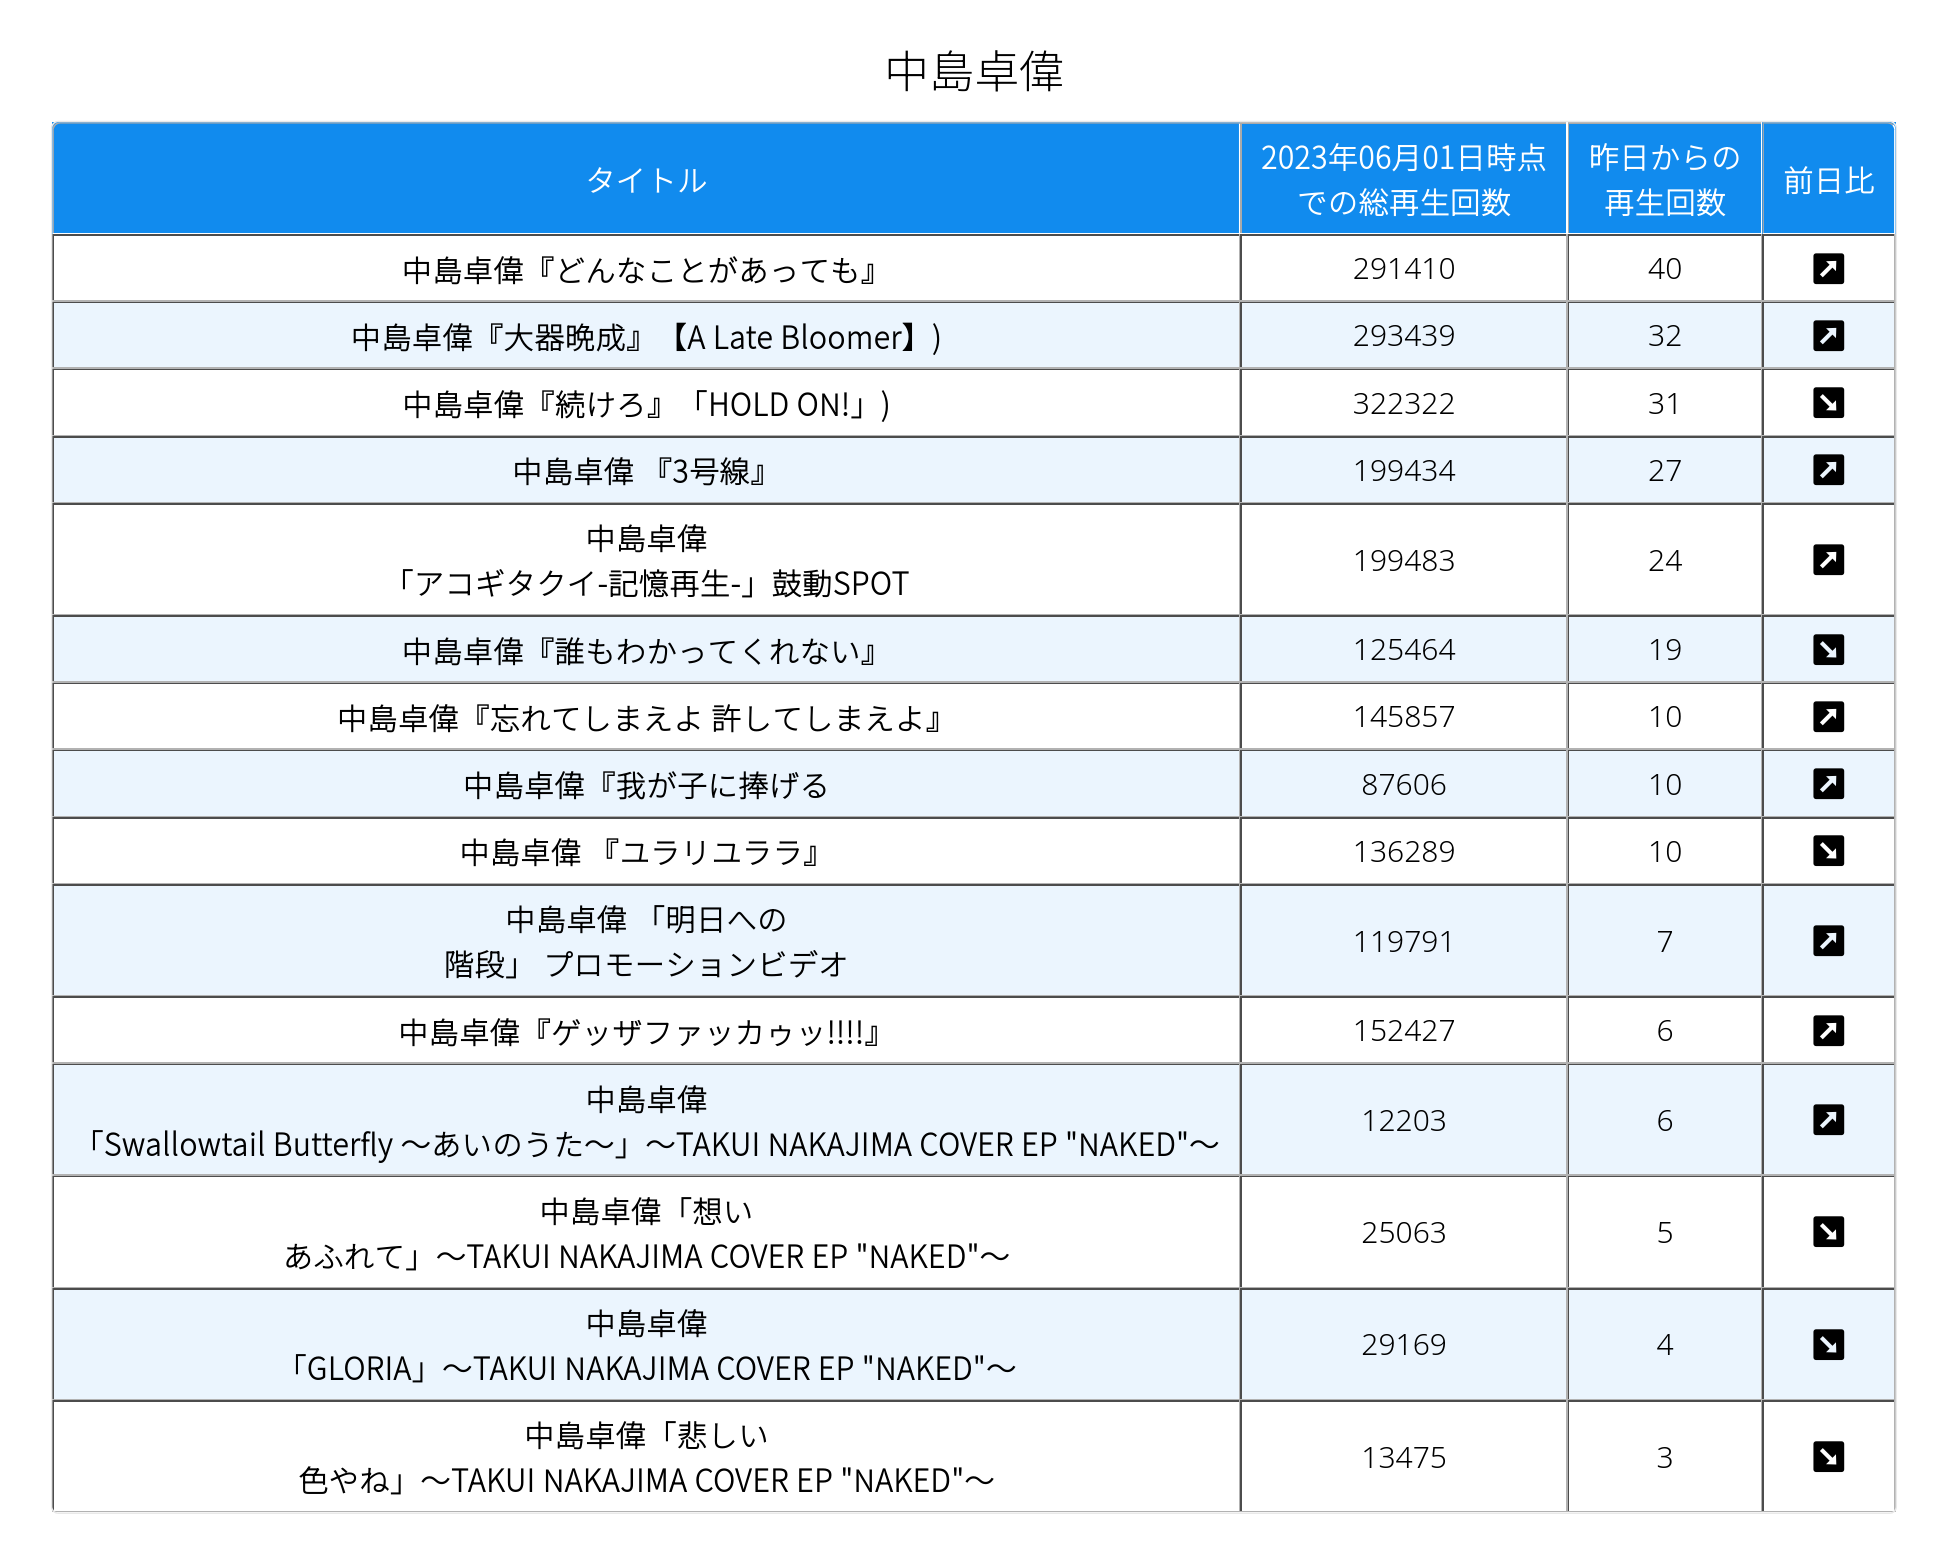 中島卓偉
タイトル
2023年06月01日時点
での総再生回数
昨日からの
再生回数
前日比
中島卓偉『どんなことがあっても』 291410 40
中島卓偉『大器晩成』【A Late Bloomer】) 293439 32
中島卓偉『続けろ』「HOLD ON!」) 322322 31
中島卓偉 『3号線』 199434 27
中島卓偉
「アコギタクイ-記憶再生-」鼓動SPOT 199483 24
中島卓偉『誰もわかってくれない』 125464 19
中島卓偉『忘れてしまえよ 許してしまえよ』 145857 10
中島卓偉『我が子に捧げる 87606 10
中島卓偉 『ユラリユララ』 136289 10
中島卓偉 「明日への
階段」 プロモーションビデオ 119791 7
中島卓偉『ゲッザファッカゥッ!!!!』 152427 6
中島卓偉
「Swallowtail Butterfly ～あいのうた～」～TAKUI NAKAJIMA COVER EP "NAKED"～ 12203 6
中島卓偉「想い
あふれて」～TAKUI NAKAJIMA COVER EP "NAKED"～ 25063 5
中島卓偉
「GLORIA」～TAKUI NAKAJIMA COVER EP "NAKED"～ 29169 4
中島卓偉「悲しい
色やね」～TAKUI NAKAJIMA COVER EP "NAKED"～ 13475 3